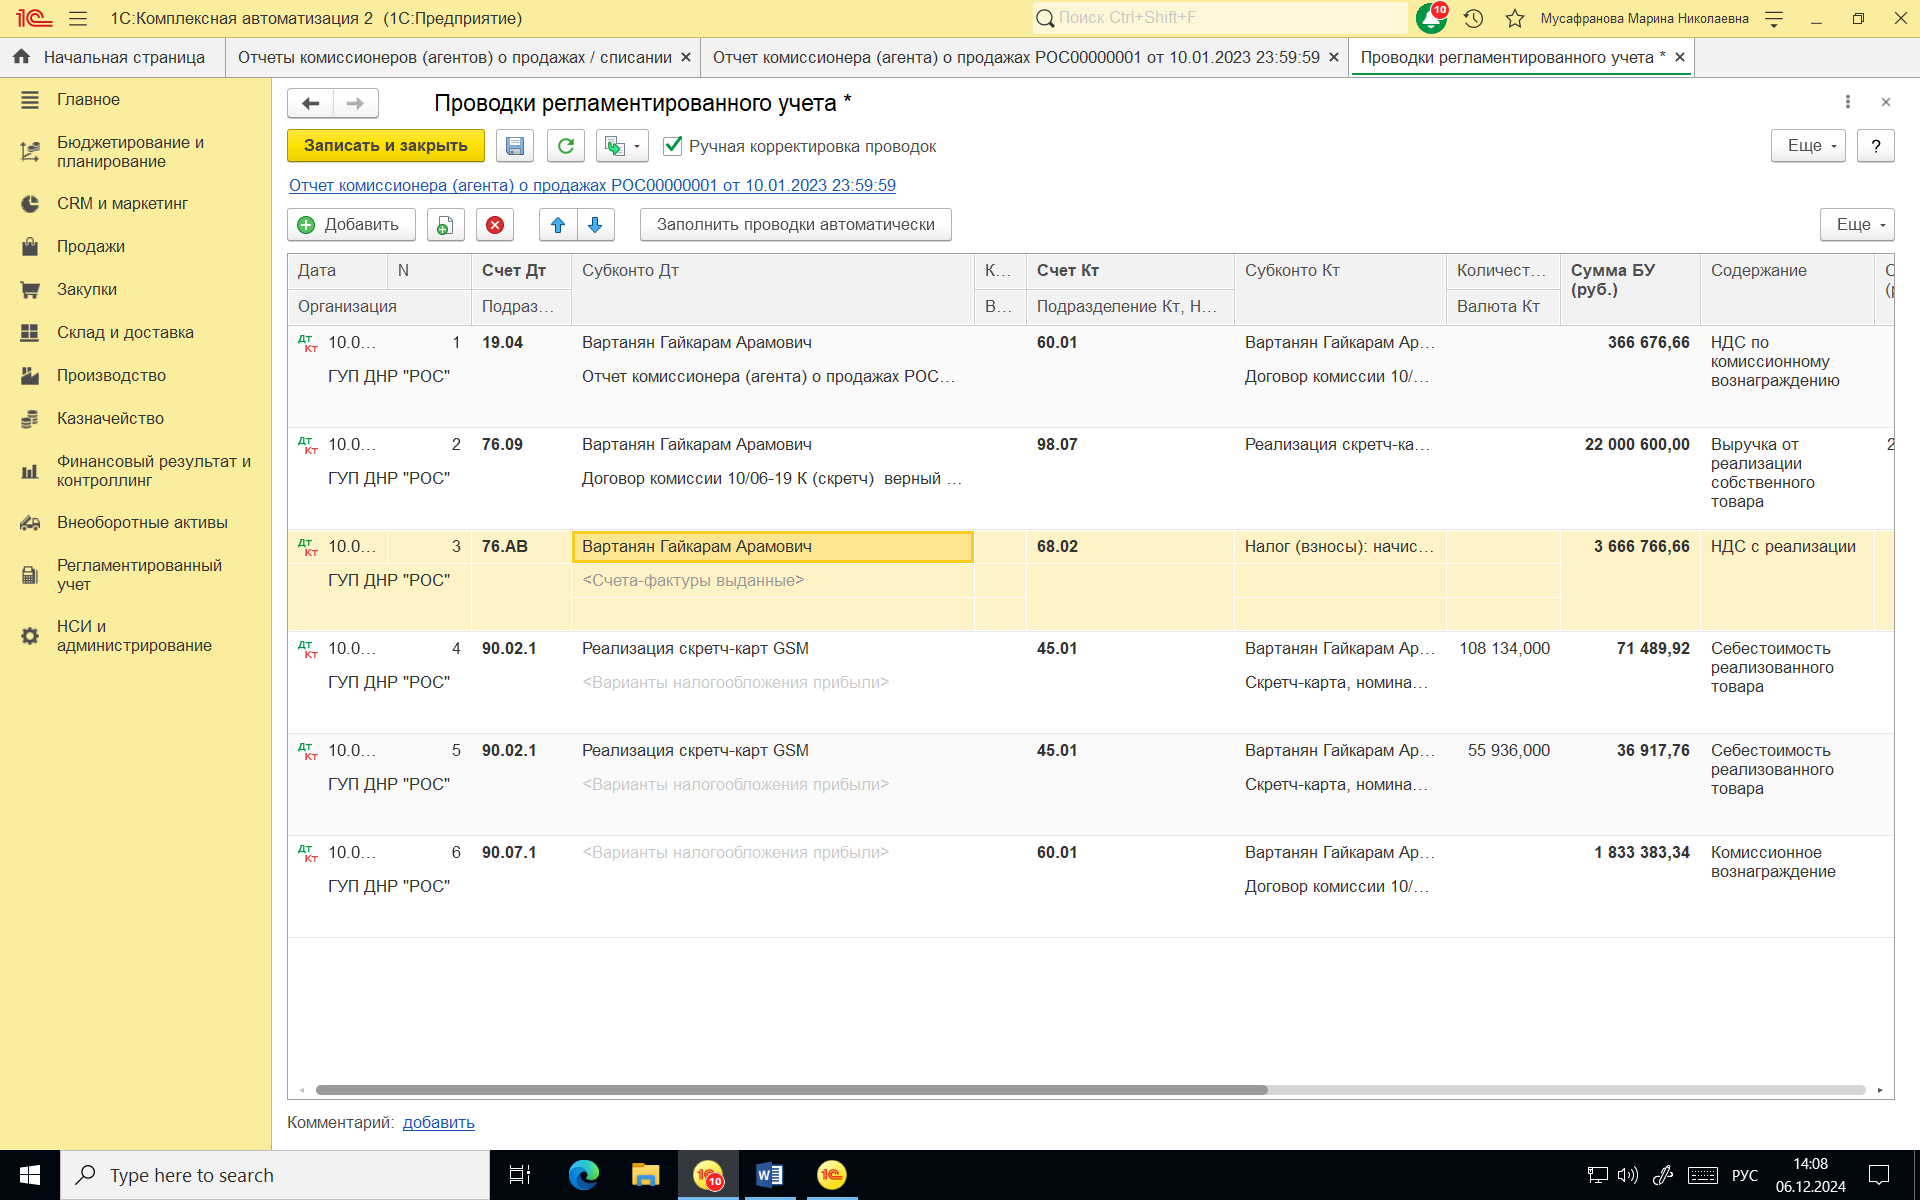 1С:Комплексная автоматизация 2 (1С:Предприятие)
Поиск Ctrl+Shift+F
10
Мусафранова Марина Николаевна
Начальная страница
Отчеты комиссионеров (агентов) о продажах / списании
Отчет комиссионера (агента) о продажах РОС00000001 от 10.01.2023 23:59:59
Проводки регламентированного учета *
Главное
Бюджетирование и
планирование
CRM и маркетинг
Продажи
Закупки
Склад и доставка
Производство
Казначейство
Финансовый результат и
контроллинг
Внеоборотные активы
Регламентированный
учет
НСИ и
администрирование
Проводки регламентированного учета *
Записать и закрыть
Ручная корректировка проводок
Еще
?
Отчет комиссионера (агента) о продажах РОС00000001 от 10.01.2023 23:59:59
Добавить
Заполнить проводки автоматически
Еще
Дата N Счет Дт Субконто Дт К... Счет Кт Субконто Кт Количест... Сумма БУ (руб.) Содержание
Организация Подраз... В... Подразделение Кт, Н... Валюта Кт
Дт Кт 10.0... 1 19.04 Вартанян Гайкарам Арамович 60.01 Вартанян Гайкарам Ар... 366 676,66 НДС по
комиссионному
вознаграждению
ГУП ДНР "РОС" Отчет комиссионера (агента) о продажах РОС... Договор комиссии 10/...
Дт Кт 10.0... 2 76.09 Вартанян Гайкарам Арамович 98.07 Реализация скретч-ка... 22 000 600,00 Выручка от
реализации
собственного
товара
2
ГУП ДНР "РОС" Договор комиссии 10/06-19 К (скретч) верный ...
Дт Кт 10.0... 3 76.АВ Вартанян Гайкарам Арамович 68.02 Налог (взносы): начис... 3 666 766,66 НДС с реализации
ГУП ДНР "РОС" <Счета-фактуры выданные>
Дт Кт 10.0... 4 90.02.1 Реализация скретч-карт GSM 45.01 Вартанян Гайкарам Ар... 108 134,000 71 489,92 Себестоимость
реализованного
товара
ГУП ДНР "РОС" <Варианты налогообложения прибыли> Скретч-карта, номина...
Дт Кт 10.0... 5 90.02.1 Реализация скретч-карт GSM 45.01 Вартанян Гайкарам Ар... 55 936,000 36 917,76 Себестоимость
реализованного
товара
ГУП ДНР "РОС" <Варианты налогообложения прибыли> Скретч-карта, номина...
Дт Кт 10.0... 6 90.07.1 <Варианты налогообложения прибыли> 60.01 Вартанян Гайкарам Ар... 1 833 383,34 Комиссионное
вознаграждение
ГУП ДНР "РОС" Договор комиссии 10/...
Комментарий: добавить
Type here to search
10
РУС
14:08
06.12.2024